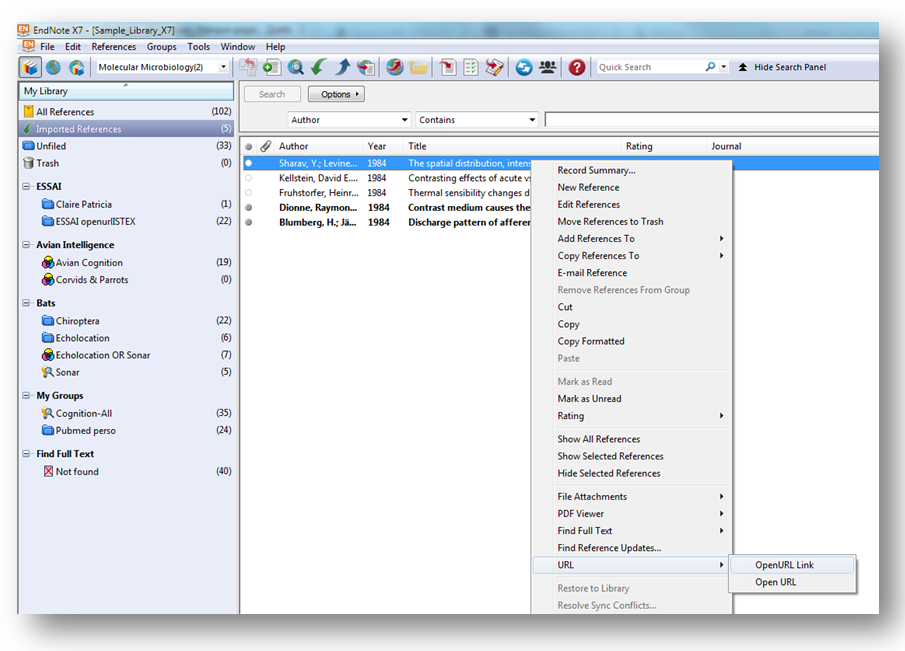 EndNote X7 - [Sample_Library_X7]
File Edit References Groups Tools Window Help
Molecular Microbiology(2) Quick Search Hide Search Panel
My Library
All References (102)
Imported References (5)
Unfiled (33)
Trash (0)
ESSAI
Claire Patricia (1)
ESSAI openurlISTEX (22)
Avian Intelligence
Avian Cognition (19)
Corvids & Parrots (0)
Bats
Chiroptera (22)
Echolocation (6)
Echolocation OR Sonar (7)
Sonar (5)
My Groups
Cognition-All (35)
Pubmed perso (24)
Find Full Text
Not found (40)
Search Options
Author Contains
Author Year Title Rating Journal
Sharav, Y.; Levine... 1984 The spatial distribution, intens
Kellstein, David E.... 1984 Contrasting effects of acute vs
Fruhstorfer, Heinr... 1984 Thermal sensibility changes d
Dionne, Raymon... 1984 Contrast medium causes the
Blumberg, H.; Jä... 1984 Discharge pattern of affere
Record Summary...
New Reference
Edit References
Move References to Trash
Add References To
Copy References To
E-mail Reference
Remove References From Group
Cut
Copy
Copy Formatted
Paste
Mark as Read
Mark as Unread
Rating
Show All References
Show Selected References
Hide Selected References
File Attachments
PDF Viewer
Find Full Text
Find Reference Updates...
URL
Restore to Library
Resolve Sync Conflicts...
OpenURL Link
Open URL